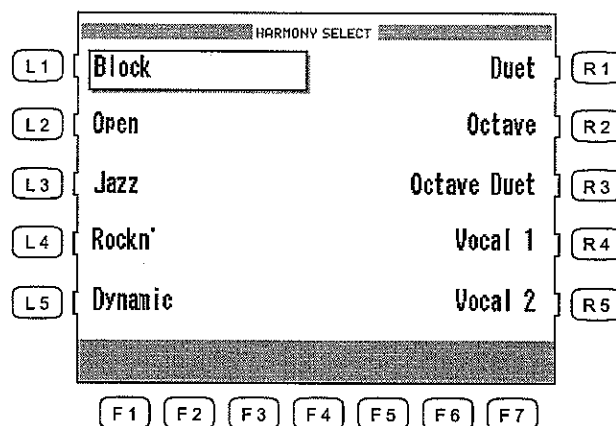 HARMONY SELECT
L1 Block Duet R1
L2 Open Octave R2
L3 Jazz Octave Duet R3
L4 Rockn' Vocal 1 R4
L5 Dynamic Vocal 2 R5
F1 F2 F3 F4 F5 F6 F7